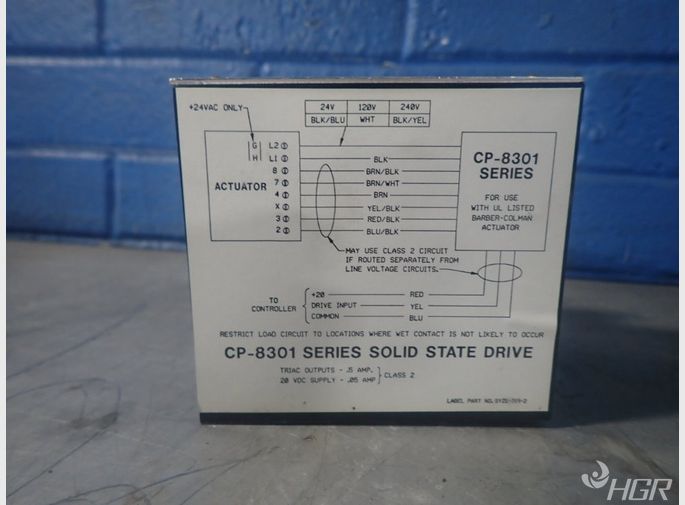 +24VAC ONLY
24V 120V 240V
BLK/BLU WHT BLK/YEL
G L2
H L1 BLK
8 BRN/BLK
7 BRN/WHT
ACTUATOR
4 BRN
X YEL/BLK
3 RED/BLK
2 BLU/BLK
CP-8301
SERIES
FOR USE
WITH UL LISTED
BARBER-COLMAN
ACTUATOR
MAY USE CLASS 2 CIRCUIT
IF ROUTED SEPARATELY FROM
LINE VOLTAGE CIRCUITS.
TO
CONTROLLER
+20 RED
DRIVE INPUT YEL
COMMON BLU
RESTRICT LOAD CIRCUIT TO LOCATIONS WHERE WET CONTACT IS NOT LIKELY TO OCCUR
CP-8301 SERIES SOLID STATE DRIVE
TRIAC OUTPUTS - .5 AMP.
20 VDC SUPPLY - .05 AMP
CLASS 2
LABEL PART NO.
HGR